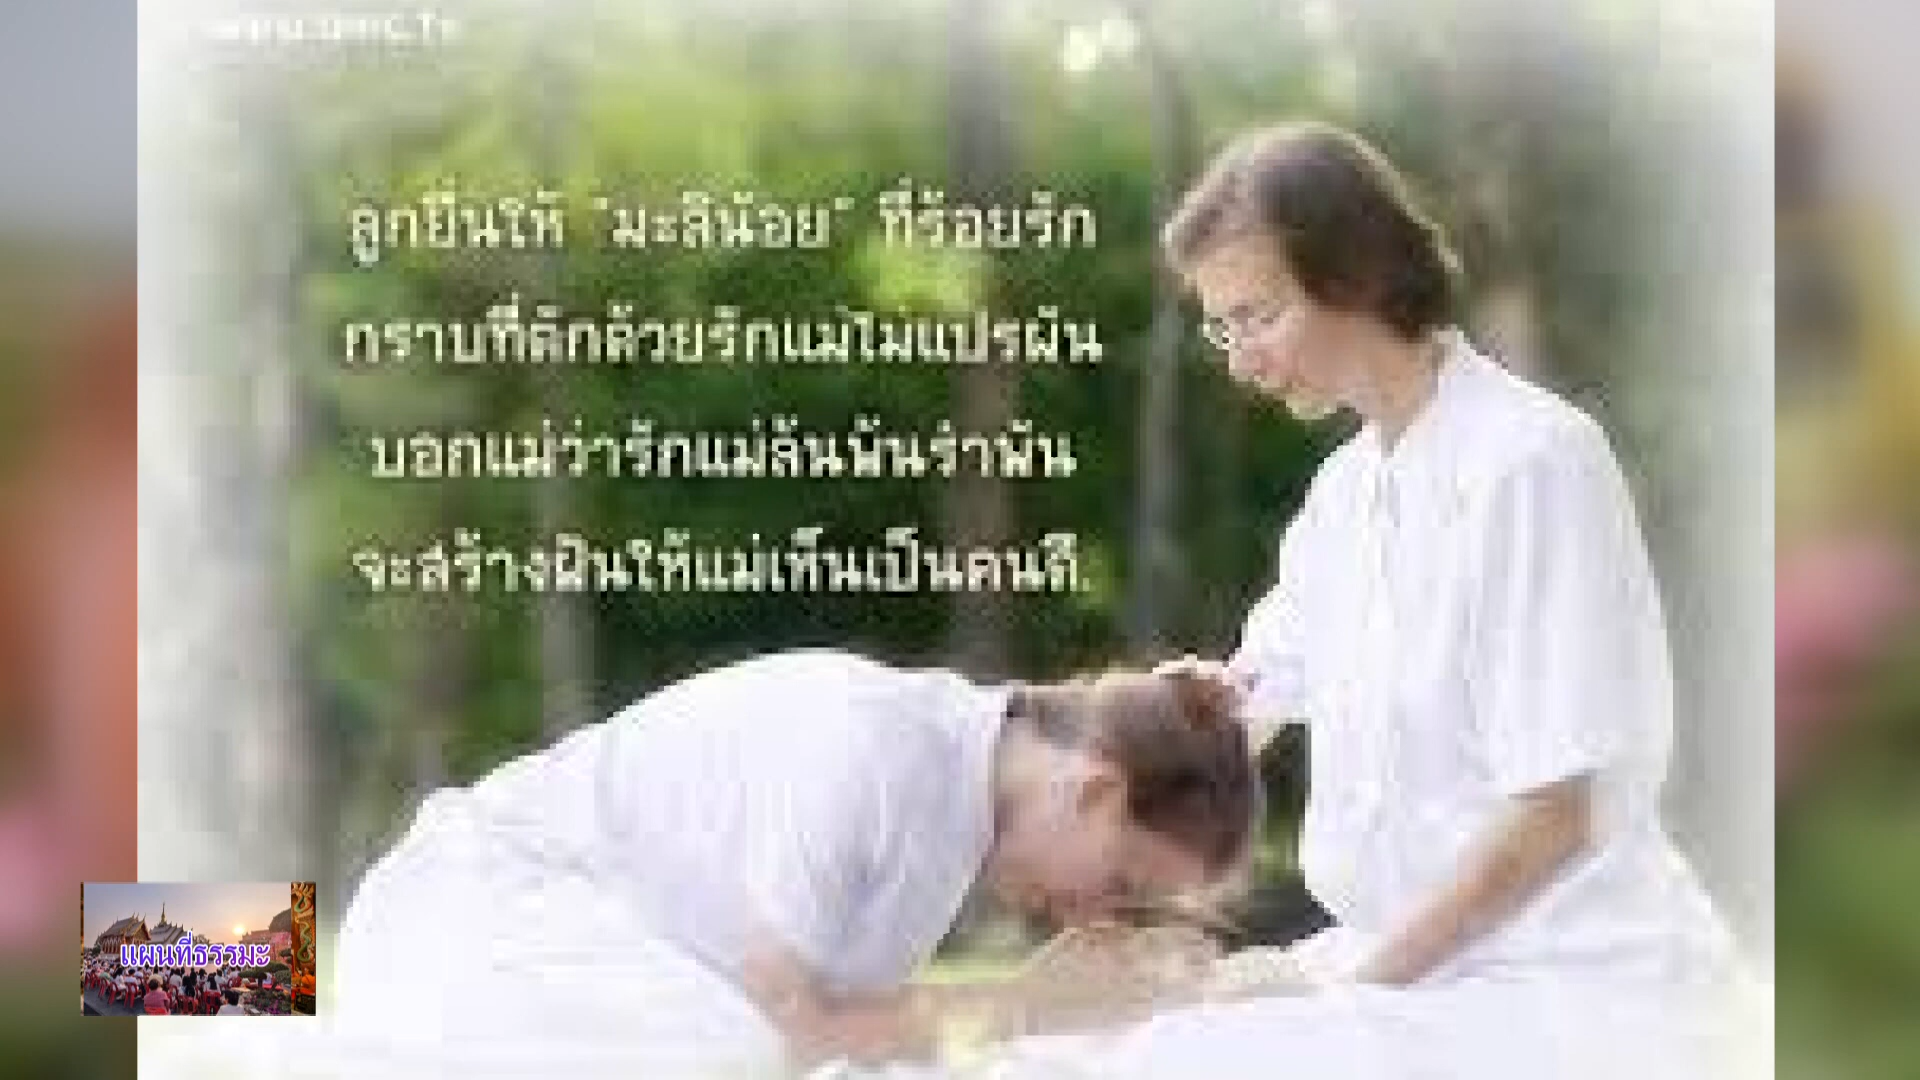 ลูกยื่นให้ "มะลิน้อย" ที่ร้อยรัก
กราบที่ตักด้วยรักแม่ไม่แปรผัน
บอกแม่ว่ารักแม่ล้นนับรำพัน
จะสร้างฝันให้แม่เห็นเป็นคนดี.
แผนที่ธรรมะ